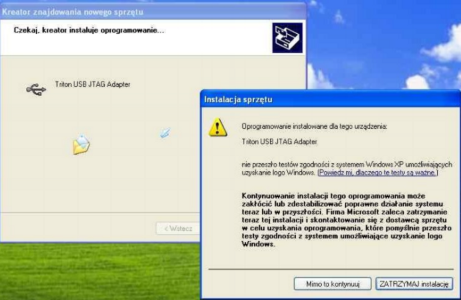 Kreator znajdowania nowego sprzętu
Czekaj, kreator instaluje oprogramowanie...
Triton USB JTAG Adapter
< Wstecz
Instalacja sprzętu
Oprogramowanie instalowane dla tego urządzenia:
Triton USB JTAG Adapter
nie przeszło testów zgodności z systemem Windows XP umożliwiających
uzyskanie logo Windows. (Powiedz mi, dlaczego te testy są ważne.)
Kontynuowanie instalacji tego oprogramowania może
zakłócić lub zdestabilizować poprawne działanie systemu
teraz lub w przyszłości. Firma Microsoft zaleca zatrzymanie
teraz tej instalacji i skontaktowanie się z dostawcą sprzętu
w celu uzyskania oprogramowania, które pomyślnie przeszło
testy zgodności z systemem umożliwiające uzyskanie logo
Windows.
Mimo to kontynuuj
ZATRZYMAJ instalację